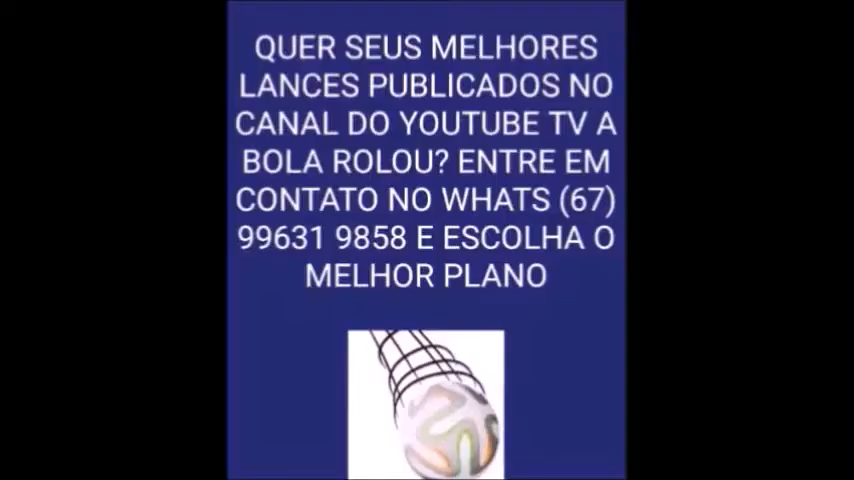 QUER SEUS MELHORES
LANCES PUBLICADOS NO
CANAL DO YOUTUBE TV A
BOLA ROLOU? ENTRE EM
CONTATO NO WHATS (67)
99631 9858 E ESCOLHA O
MELHOR PLANO